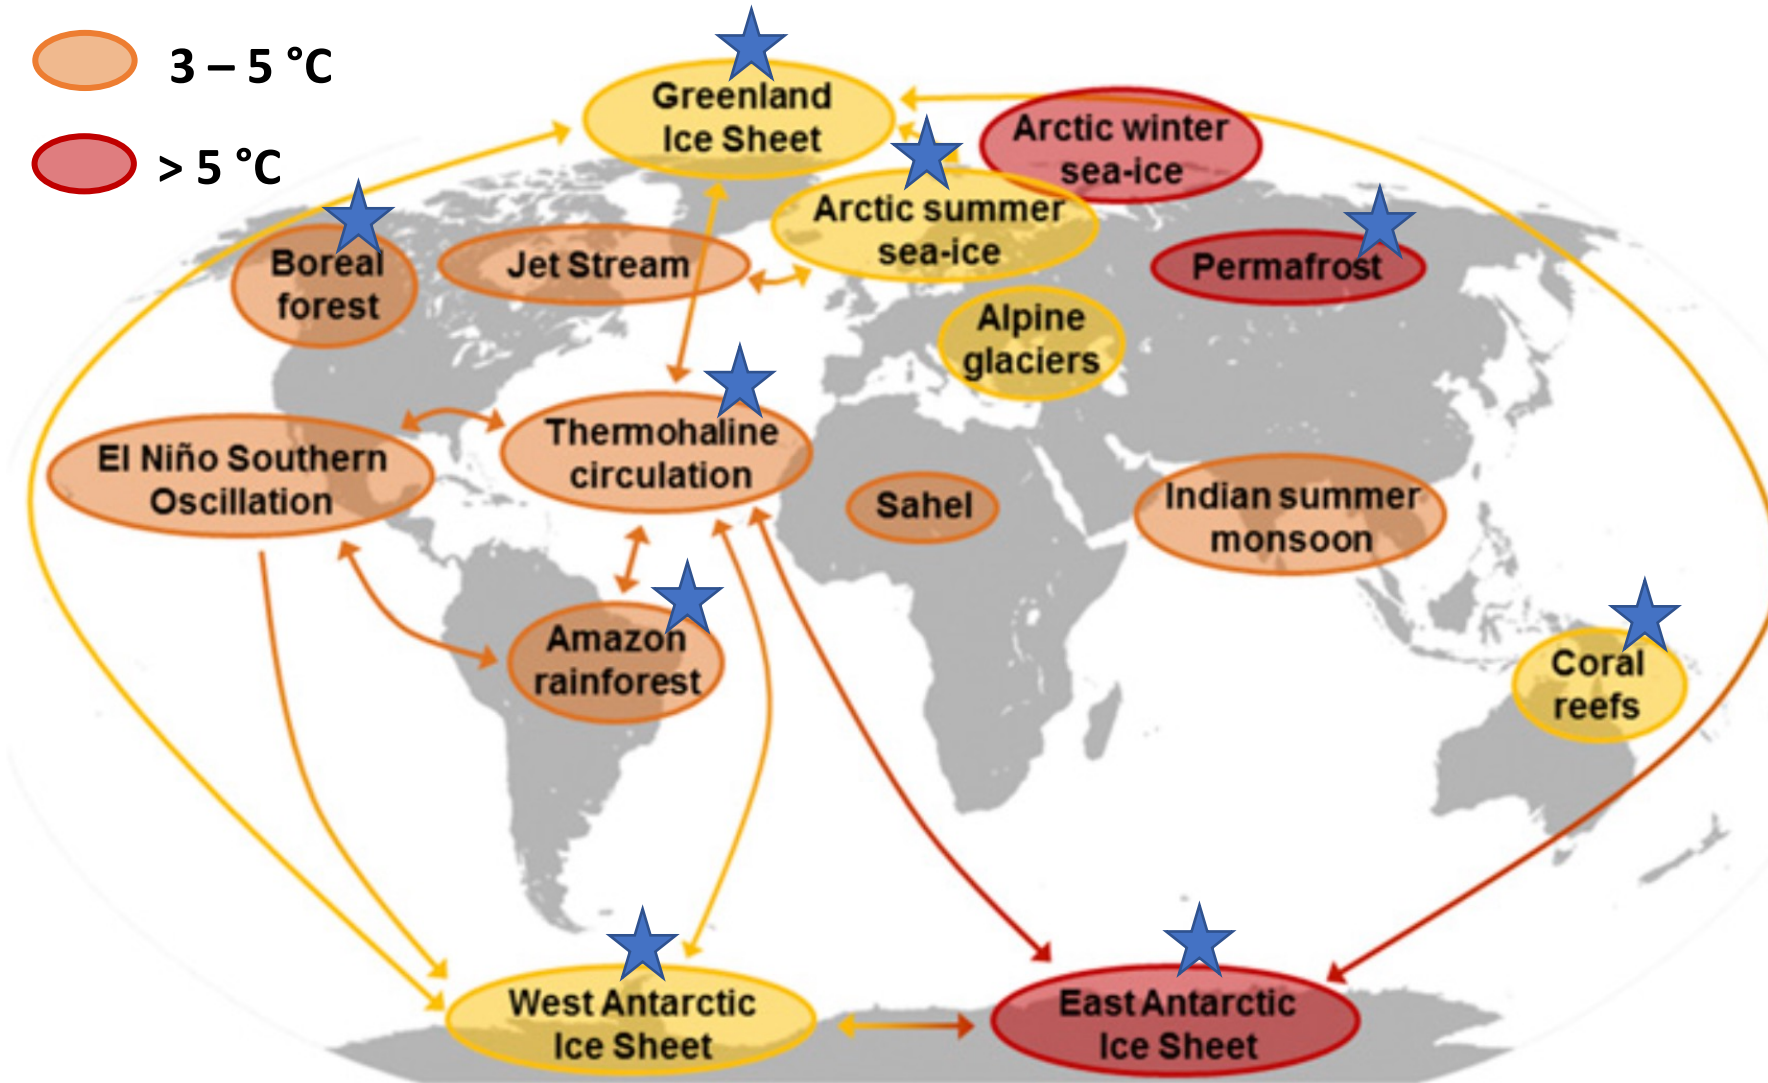 3 – 5 °C
> 5 °C
Greenland
Ice Sheet
Arctic winter
sea-ice
Arctic summer
sea-ice
Boreal
forest
Jet Stream
Permafrost
Alpine
glaciers
El Niño Southern
Oscillation
Thermohaline
circulation
Sahel
Indian summer
monsoon
Amazon
rainforest
Coral
reefs
West Antarctic
Ice Sheet
East Antarctic
Ice Sheet